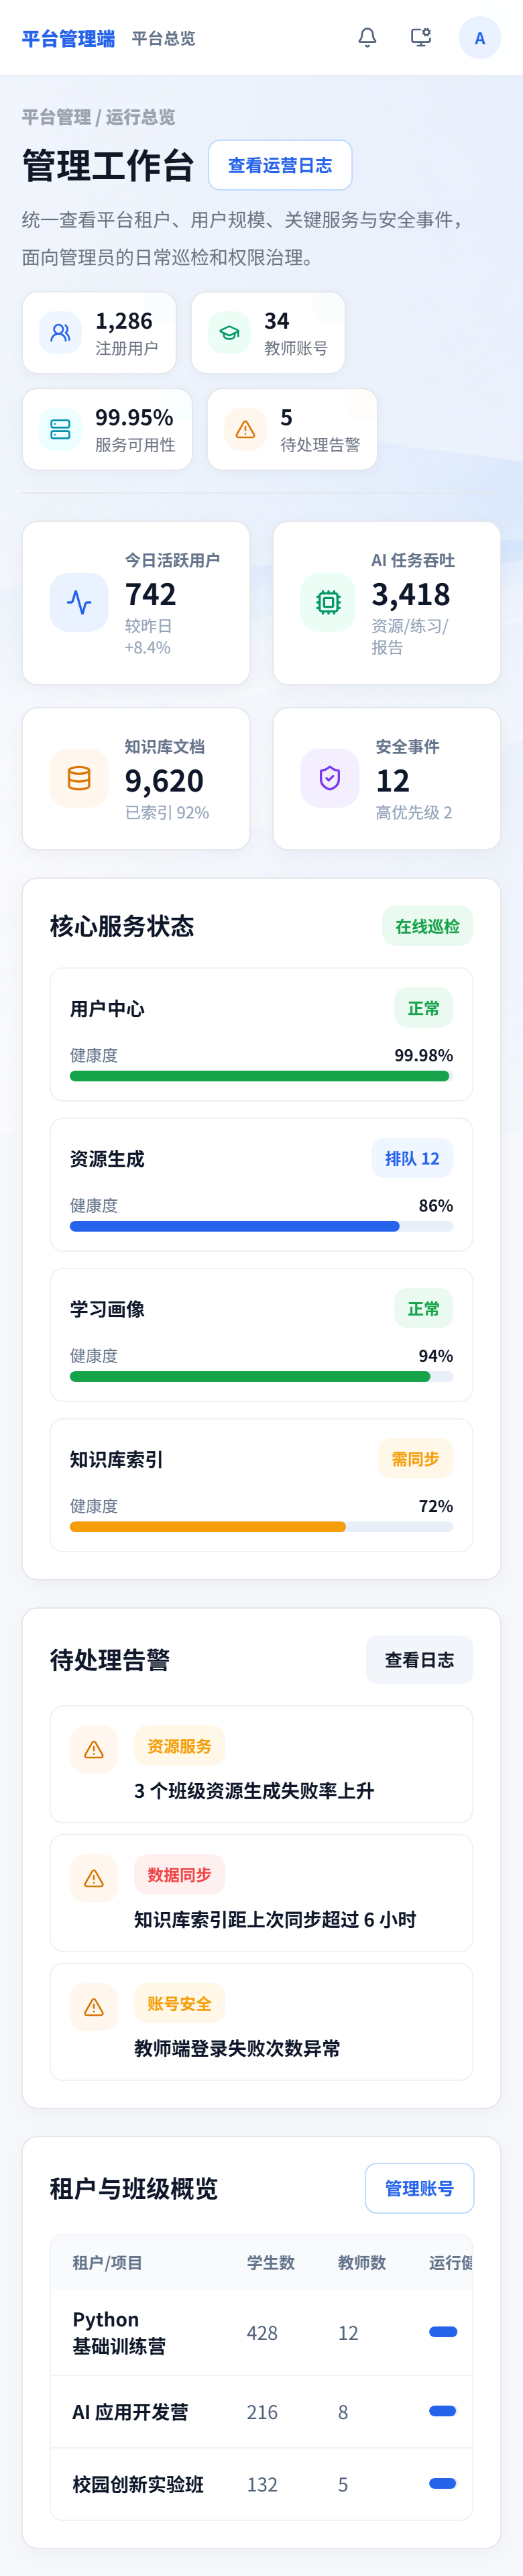 平台管理端 平台总览 A
平台管理 / 运行总览
管理工作台 查看运营日志
统一查看平台租户、用户规模、关键服务与安全事件，
面向管理员的日常巡检和权限治理。
1,286
注册用户
34
教师账号
99.95%
服务可用性
5
待处理告警
今日活跃用户
742
较昨日
+8.4%
AI 任务吞吐
3,418
资源/练习/
报告
知识库文档
9,620
已索引 92%
安全事件
12
高优先级 2
核心服务状态 在线巡检
用户中心 正常
健康度 99.98%
资源生成 排队 12
健康度 86%
学习画像 正常
健康度 94%
知识库索引 需同步
健康度 72%
待处理告警 查看日志
资源服务
3 个班级资源生成失败率上升
数据同步
知识库索引距上次同步超过 6 小时
账号安全
教师端登录失败次数异常
租户与班级概览 管理账号
租户/项目 学生数 教师数 运行
Python
基础训练营 428 12
AI 应用开发营 216 8
校园创新实验班 132 5